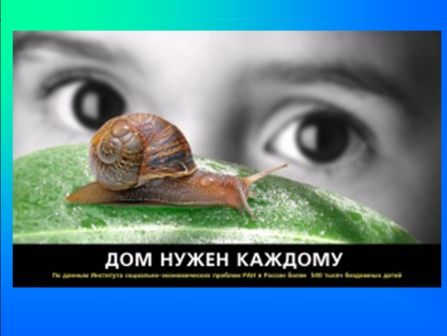 ДОМ НУЖЕН КАЖДОМУ
По данным Института социально-экономических проблем РАН в России более 540 тысяч бездомных детей